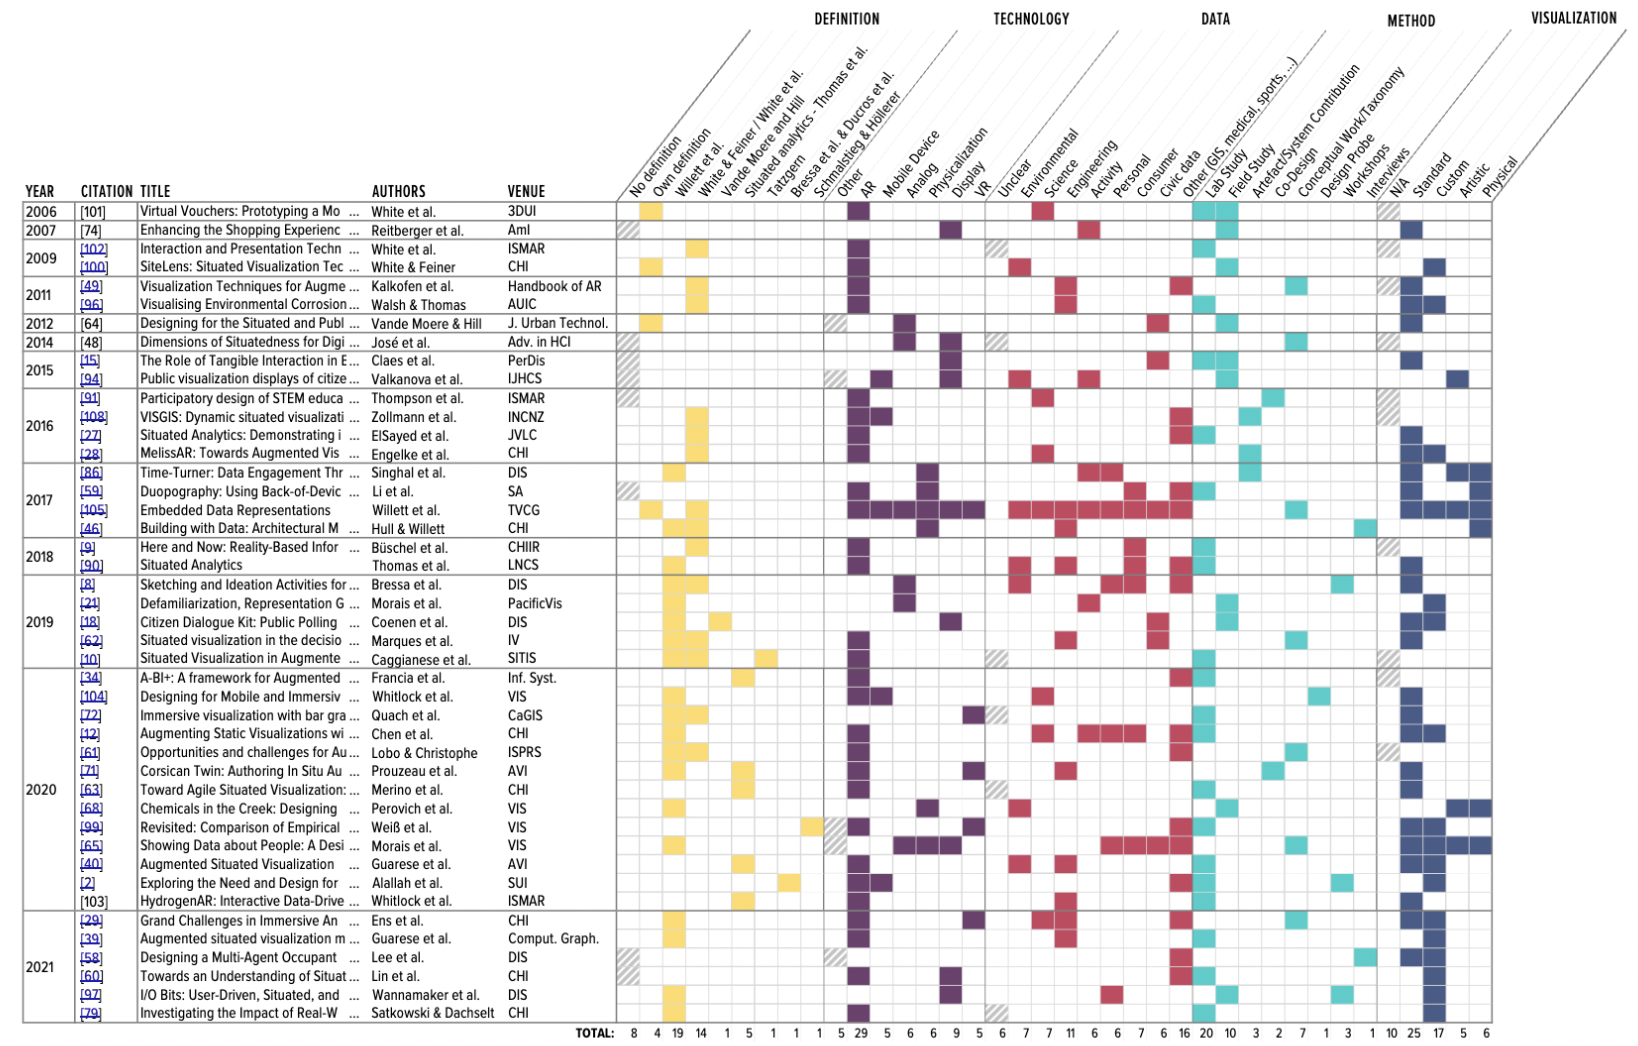 DEFINITION TECHNOLOGY DATA METHOD VISUALIZATION
No definition
Own definition
Willett et al.
White & Feiner / White et al.
Vande Moere and Hill
Situated analytics - Thomas et al.
Tatzgern
Bressa et al. & Ducros et al.
Schmalstieg & Höllerer
Other
AR
Mobile Device
Analog
Physicalization
Display
VR
Unclear
Environmental
Science
Engineering
Activity
Personal
Consumer
Civic data
Other (GIS, medical, sports, ...)
Lab Study
Field Study
Artefact/System Contribution
Co-Design
Conceptual Work/Taxonomy
Design Probe
Workshops
Interviews
N/A
Standard
Custom
Artistic
Physical
YEAR CITATION TITLE AUTHORS VENUE
2006 [101] Virtual Vouchers: Prototyping a Mo ... White et al. 3DUI
2007 [74] Enhancing the Shopping Experienc ... Reitberger et al. AmI
2009 [102] Interaction and Presentation Techn ... White et al. ISMAR
[100] SiteLens: Situated Visualization Tec ... White & Feiner CHI
2011 [49] Visualization Techniques for Augme ... Kalkofen et al. Handbook of AR
[96] Visualising Environmental Corrosion ... Walsh & Thomas AUIC
2012 [64] Designing for the Situated and Publ ... Vande Moere & Hill J. Urban Technol.
2014 [48] Dimensions of Situatedness for Digi ... José et al. Adv. in HCI
2015 [15] The Role of Tangible Interaction in E ... Claes et al. PerDis
[94] Public visualization displays of citize ... Valkanova et al. IJHCS
2016 [91] Participatory design of STEM educa ... Thompson et al. ISMAR
[108] VISGIS: Dynamic situated visualizati ... Zollmann et al. INCNZ
[27] Situated Analytics: Demonstrating i ... ElSayed et al. JVLC
[28] MelissAR: Towards Augmented Vis ... Engelke et al. CHI
2017 [86] Time-Turner: Data Engagement Thr ... Singhal et al. DIS
[59] Duopography: Using Back-of-Devic ... Li et al. SA
[105] Embedded Data Representations Willett et al. TVCG
[46] Building with Data: Architectural M ... Hull & Willett CHI
2018 [9] Here and Now: Reality-Based Infor ... Büschel et al. CHIIR
[90] Situated Analytics Thomas et al. LNCS
2019 [8] Sketching and Ideation Activities for ... Bressa et al. DIS
[21] Defamiliarization, Representation G ... Morais et al. PacificVis
[18] Citizen Dialogue Kit: Public Polling ... Coenen et al. DIS
[62] Situated visualization in the decisio ... Marques et al. IV
[10] Situated Visualization in Augmente ... Caggianese et al. SITIS
2020 [34] A-BI+: A framework for Augmented ... Francia et al. Inf. Syst.
[104] Designing for Mobile and Immersiv ... Whitlock et al. VIS
[72] Immersive visualization with bar gra ... Quach et al. CaGIS
[12] Augmenting Static Visualizations wi ... Chen et al. CHI
[61] Opportunities and challenges for Au ... Lobo & Christophe ISPRS
[71] Corsican Twin: Authoring In Situ Au ... Prouzeau et al. AVI
[63] Toward Agile Situated Visualization: ... Merino et al. CHI
[68] Chemicals in the Creek: Designing ... Perovich et al. VIS
[99] Revisited: Comparison of Empirical ... Weiß et al. VIS
[65] Showing Data about People: A Desi ... Morais et al. VIS
[40] Augmented Situated Visualization ... Guarese et al. AVI
[2] Exploring the Need and Design for ... Alallah et al. SUI
[103] HydrogenAR: Interactive Data-Drive ... Whitlock et al. ISMAR
2021 [29] Grand Challenges in Immersive An ... Ens et al. CHI
[39] Augmented situated visualization m ... Guarese et al. Comput. Graph.
[58] Designing a Multi-Agent Occupant ... Lee et al. DIS
[60] Towards an Understanding of Situat ... Lin et al. CHI
[97] I/O Bits: User-Driven, Situated, and ... Wannamaker et al. DIS
[79] Investigating the Impact of Real-W ... Satkowski & Dachselt CHI
TOTAL: 8 4 19 14 1 5 1 1 1 5 29 5 6 6 9 5 6 7 7 11 6 6 7 6 16 20 10 3 2 7 1 3 1 10 25 17 5 6